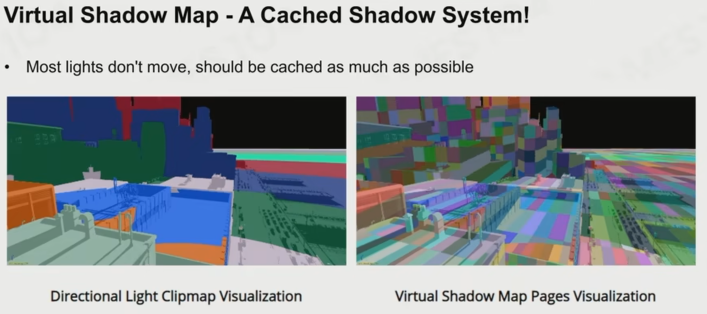 Virtual Shadow Map - A Cached Shadow System!
• Most lights don't move, should be cached as much as possible
Directional Light Clipmap Visualization
Virtual Shadow Map Pages Visualization